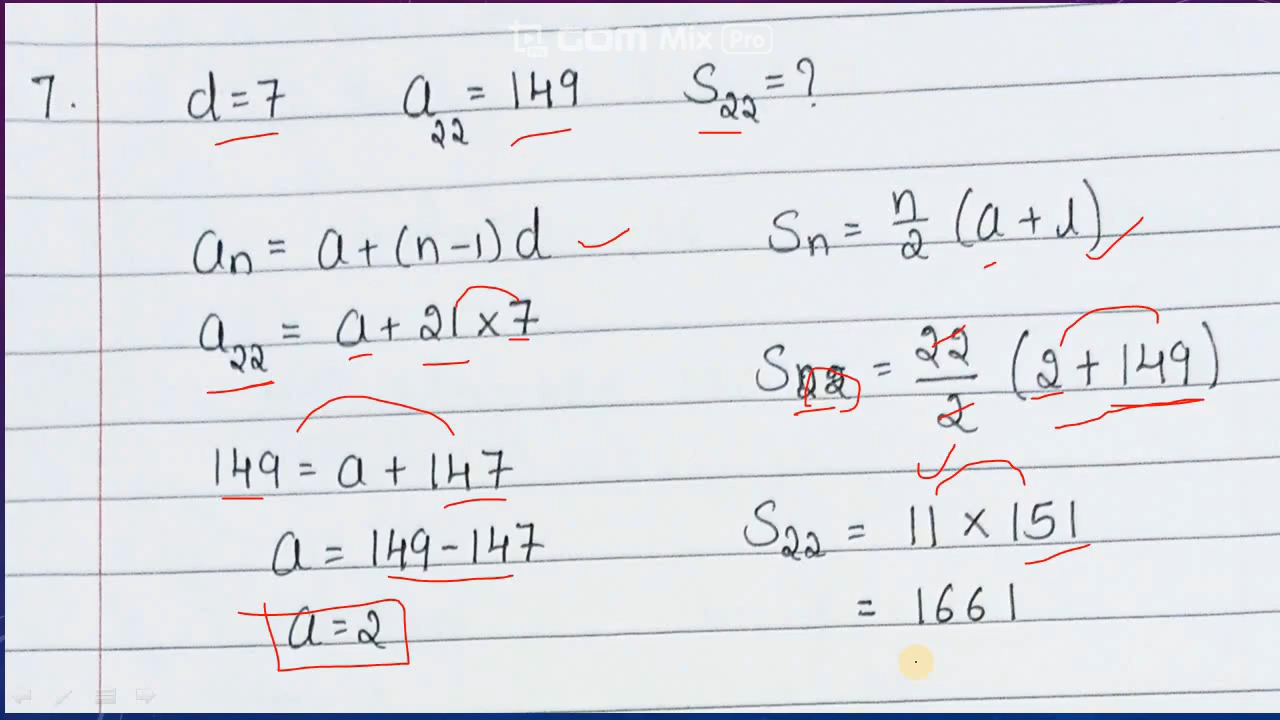 GOM Mix Pro
7. d = 7 a₂₂ = 149 S₂₂ = ?
aₙ = a + (n - 1) d
a₂₂ = a + 21 × 7
149 = a + 147
a = 149 - 147
a = 2
Sₙ = n/2 (a + l)
S₂₂ = 22/2 (2 + 149)
S₂₂ = 11 × 151
= 1661